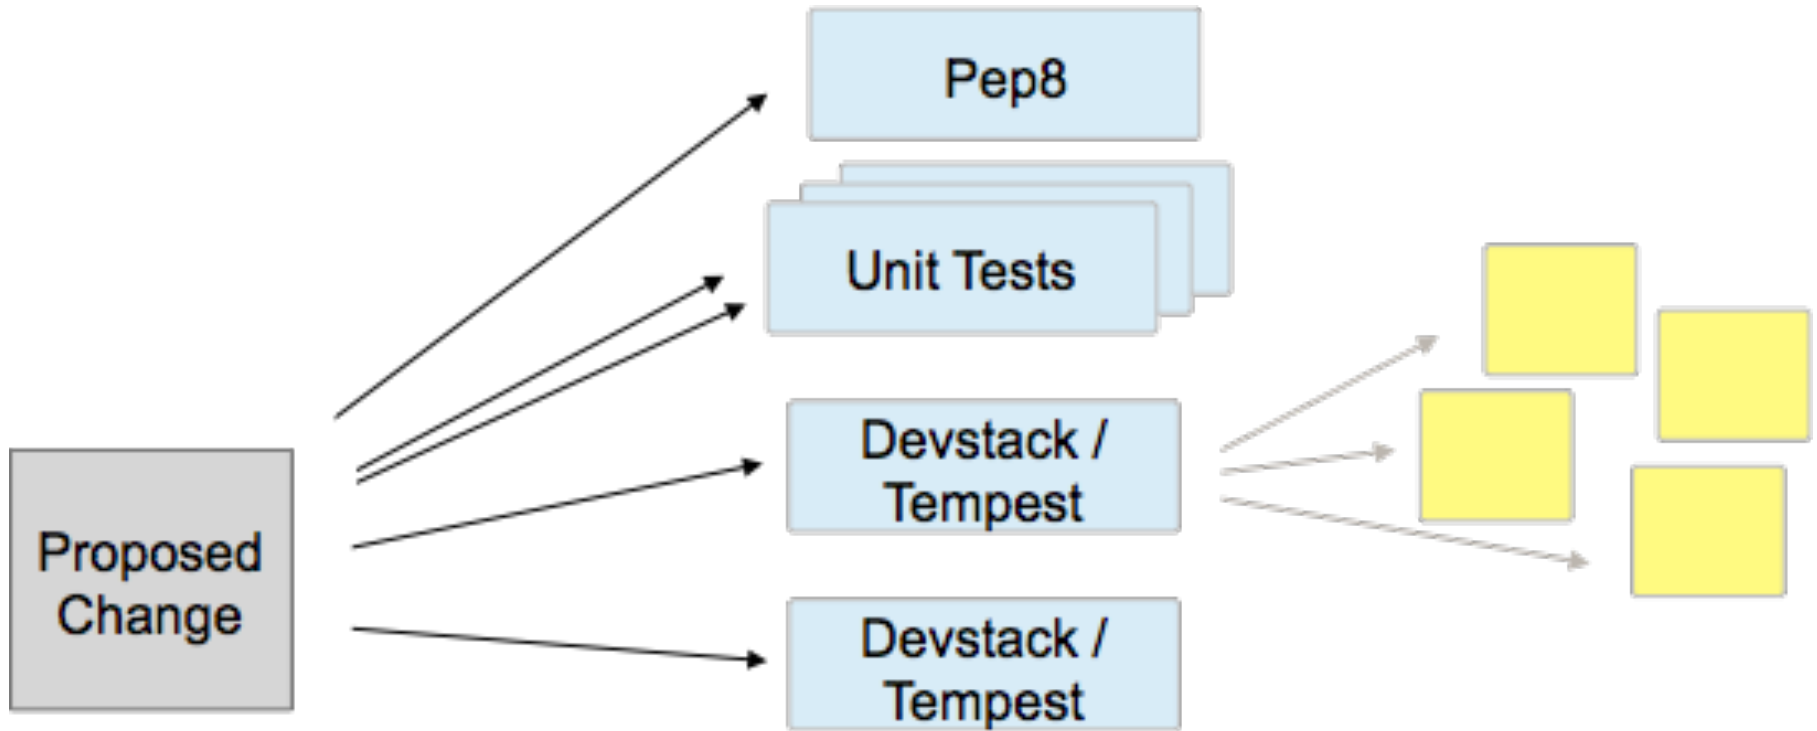 Pep8
Unit Tests
Devstack /
Tempest
Proposed
Change
Devstack /
Tempest